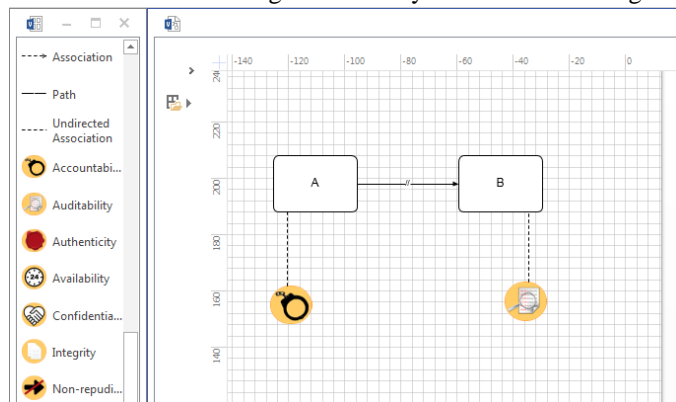 Association
Path
Undirected
Association
Accountabi...
Auditability
Authenticity
Availability
Confidentia...
Integrity
Non-repudi...
-140 -120 -100 -80 -60 -40 -20 0
220
200
180
160
140
A
//
B
24